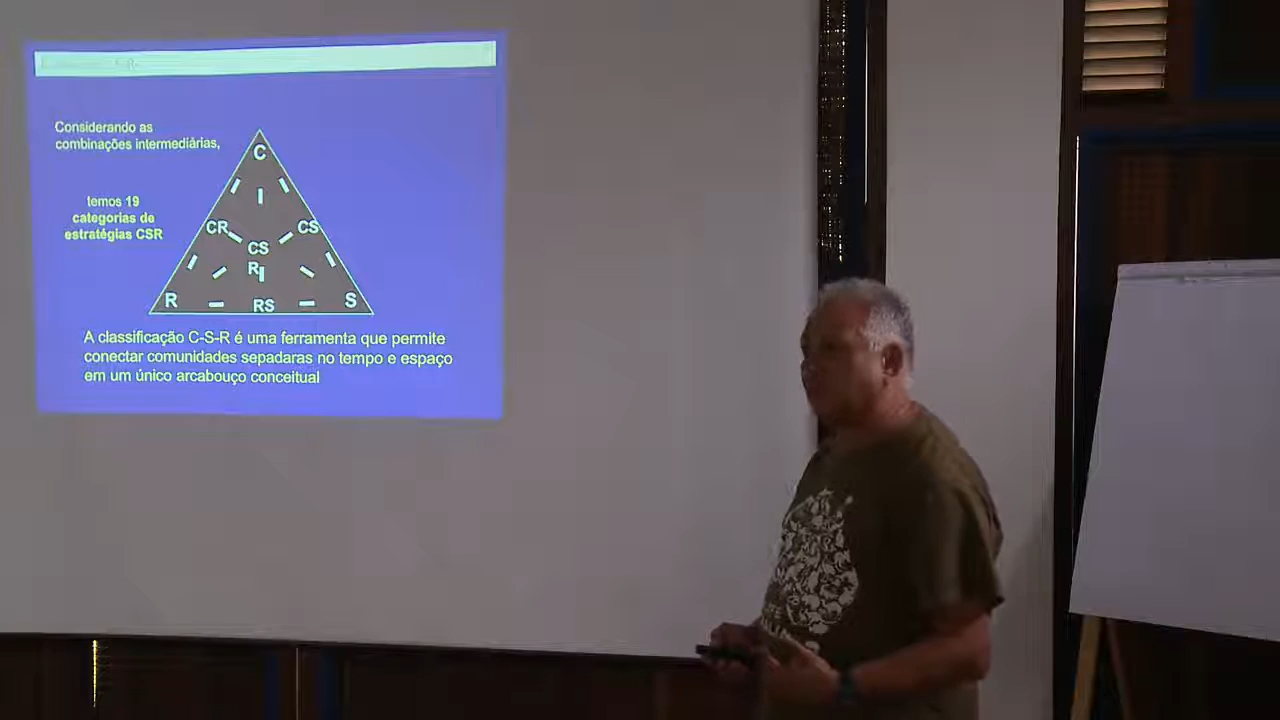 Considerando as
combinações intermediárias,
temos 19
categorias de
estratégias CSR
C
CR
CS
CS
R
R
RS
S
A classificação C-S-R é uma ferramenta que permite
conectar comunidades sepadaras no tempo e espaço
em um único arcabouço conceitual